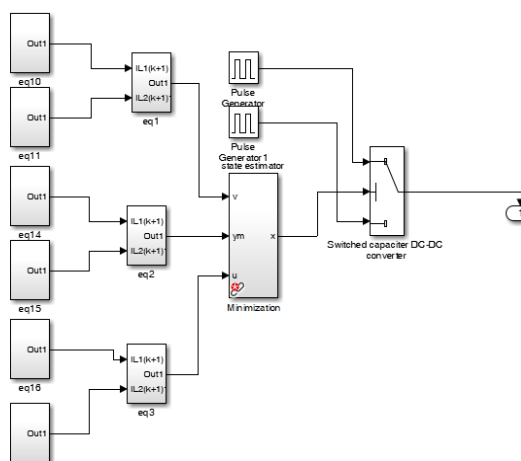 Out1
eq10
Out1
eq11
IL1(k+1)
Out1
IL2(k+1)
eq1
Pulse
Generator
Pulse
Generator1
state estimator
v
ym
u
x
Minimization
Switched capaciter DC-DC
converter
1
Out1
eq14
Out1
eq15
IL1(k+1)
Out1
IL2(k+1)
eq2
Out1
eq16
Out1
IL1(k+1)
Out1
IL2(k+1)
eq3